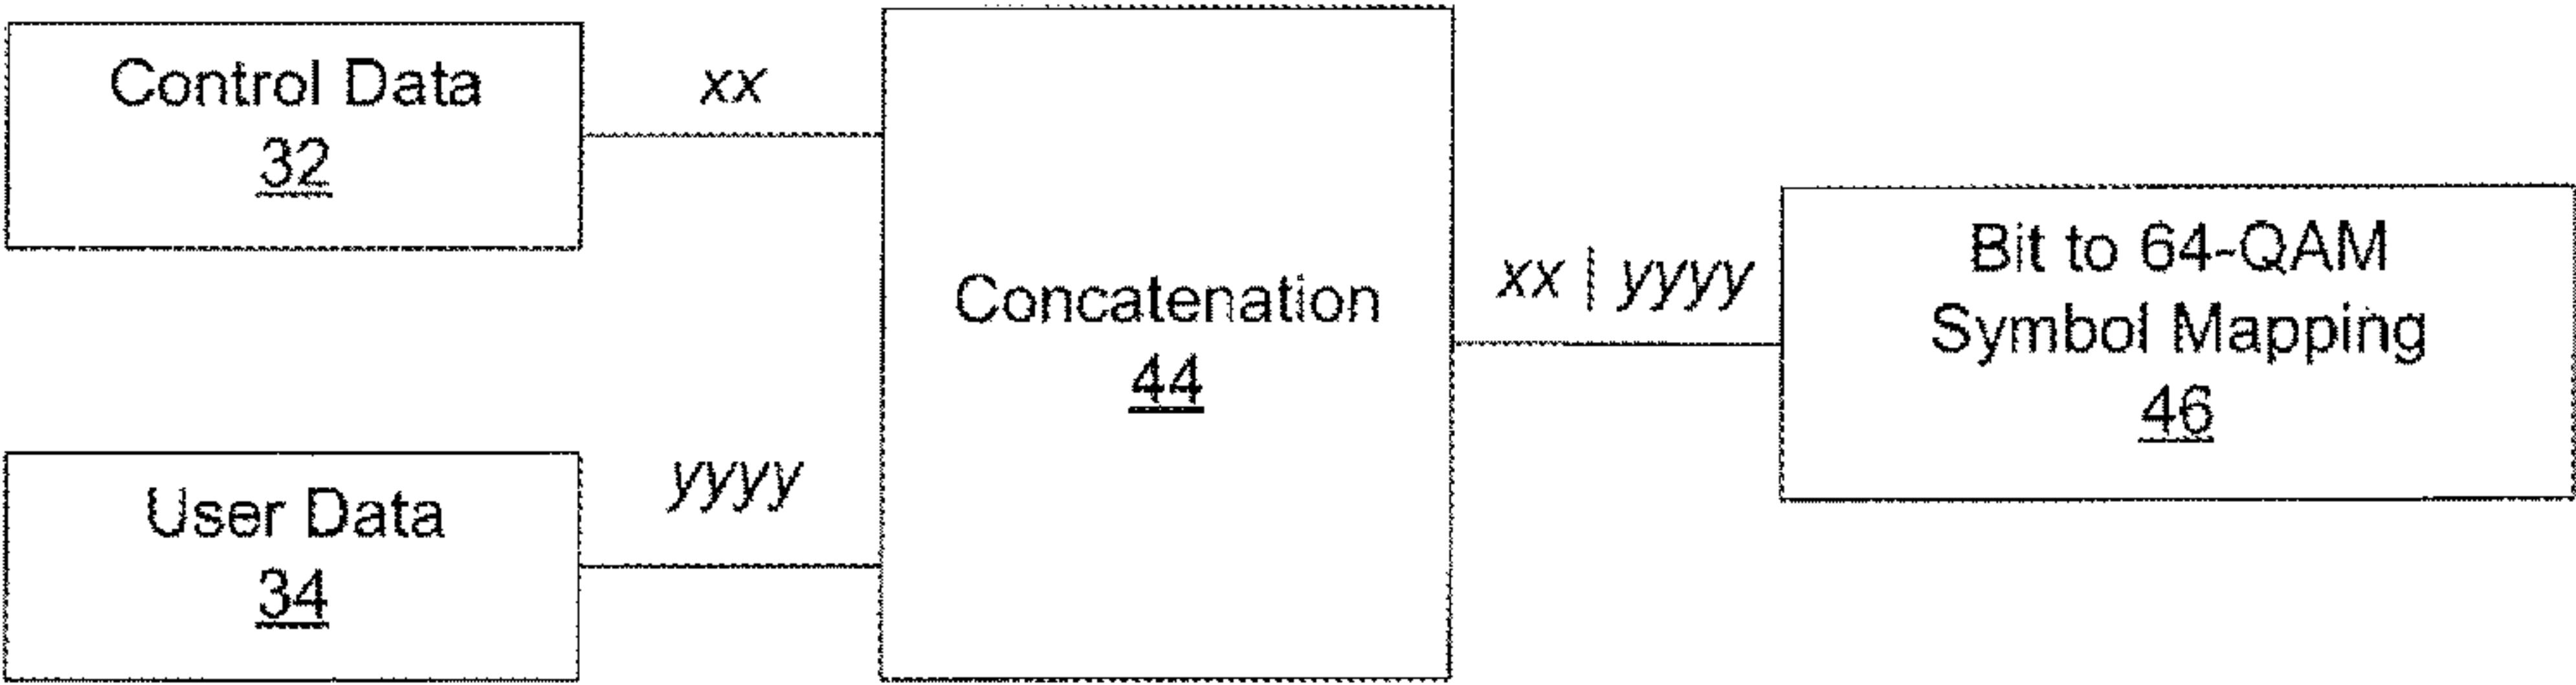 Control Data
32
xx
User Data
34
yyyy
Concatenation
44
xx | yyyy
Bit to 64-QAM
Symbol Mapping
46